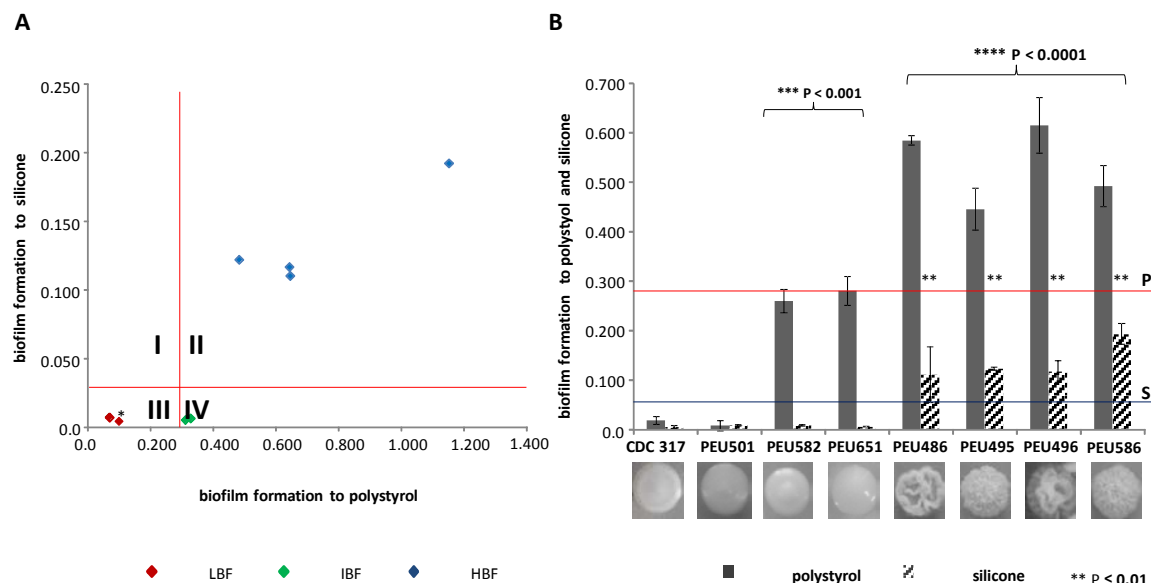 A
biofilm formation to silicone
0.250
0.200
0.150
0.100
0.050
0.0
I
II
III
IV
*
0.0 0.200 0.400 0.600 0.800 1.000 1.200 1.400
biofilm formation to polystyrol
LBF IBF HBF
B
biofilm formation to polystyol and silicone
**** P < 0.0001
*** P < 0.001
0.700
0.600
0.500
0.400
0.300
0.200
0.100
0.0
** ** ** **
P
S
CDC 317 PEU501 PEU582 PEU651 PEU486 PEU495 PEU496 PEU586
polystyrol silicone ** P < 0.01